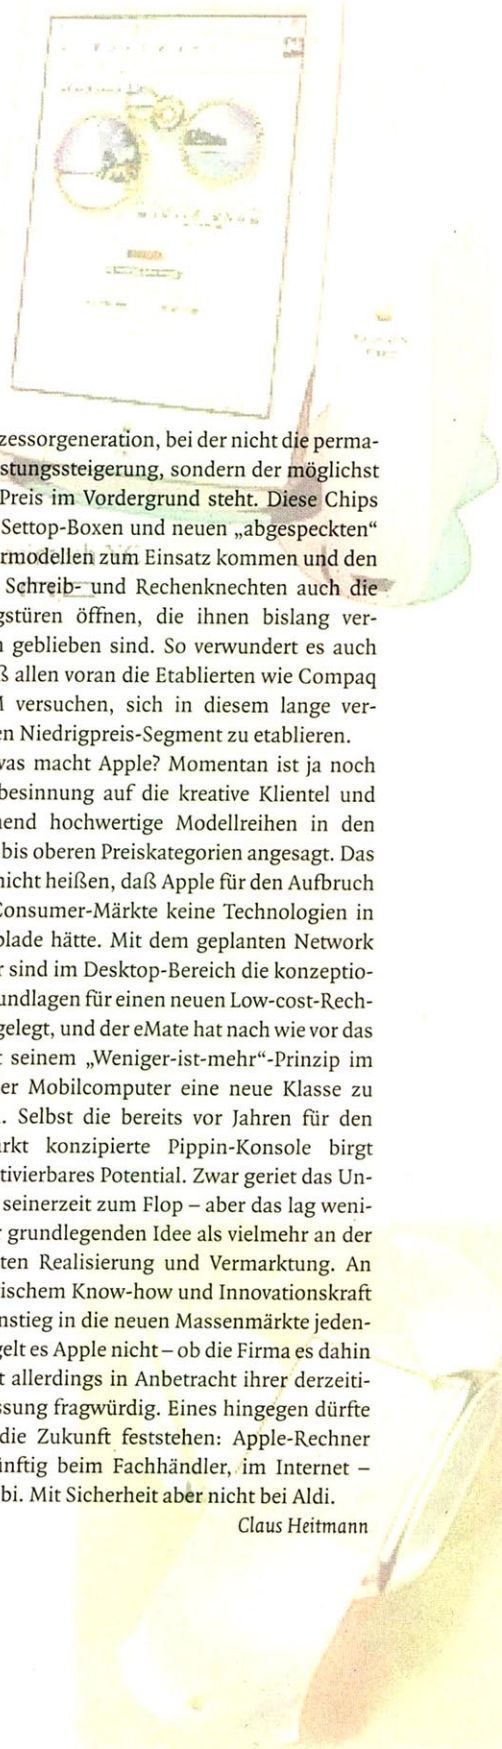 zessorgeneration, bei der nicht die perma-
stungssteigerung, sondern der möglichst
Preis im Vordergrund steht. Diese Chips
Settop-Boxen und neuen „abgespeckten“
rmodellen zum Einsatz kommen und den
Schreib- und Rechenknechten auch die
gstüren öffnen, die ihnen bislang ver-
n geblieben sind. So verwundert es auch
ß allen voran die Etablierten wie Compaq
M versuchen, sich in diesem lange ver-
en Niedrigpreis-Segment zu etablieren.
was macht Apple? Momentan ist ja noch
besinnung auf die kreative Klientel und
nend hochwertige Modellreihen in den
bis oberen Preiskategorien angesagt. Das
nicht heißen, daß Apple für den Aufbruch
Consumer-Märkte keine Technologien in
blade hätte. Mit dem geplanten Network
r sind im Desktop-Bereich die konzeptio-
undlagen für einen neuen Low-cost-Rech-
gelegt, und der eMate hat nach wie vor das
t seinem „Weniger-ist-mehr“-Prinzip im
er Mobilcomputer eine neue Klasse zu
. Selbst die bereits vor Jahren für den
rkt konzipierte Pippin-Konsole birgt
tivierbares Potential. Zwar geriet das Un-
seinerzeit zum Flop – aber das lag weni-
r grundlegenden Idee als vielmehr an der
ten Realisierung und Vermarktung. An
ischem Know-how und Innovationskraft
nstieg in die neuen Massenmärkte jeden-
gelt es Apple nicht – ob die Firma es dahin
t allerdings in Anbetracht ihrer derzeiti-
ssung fragwürdig. Eines hingegen dürfte
die Zukunft feststehen: Apple-Rechner
ünftig beim Fachhändler, im Internet –
bi. Mit Sicherheit aber nicht bei Aldi.
Claus Heitmann